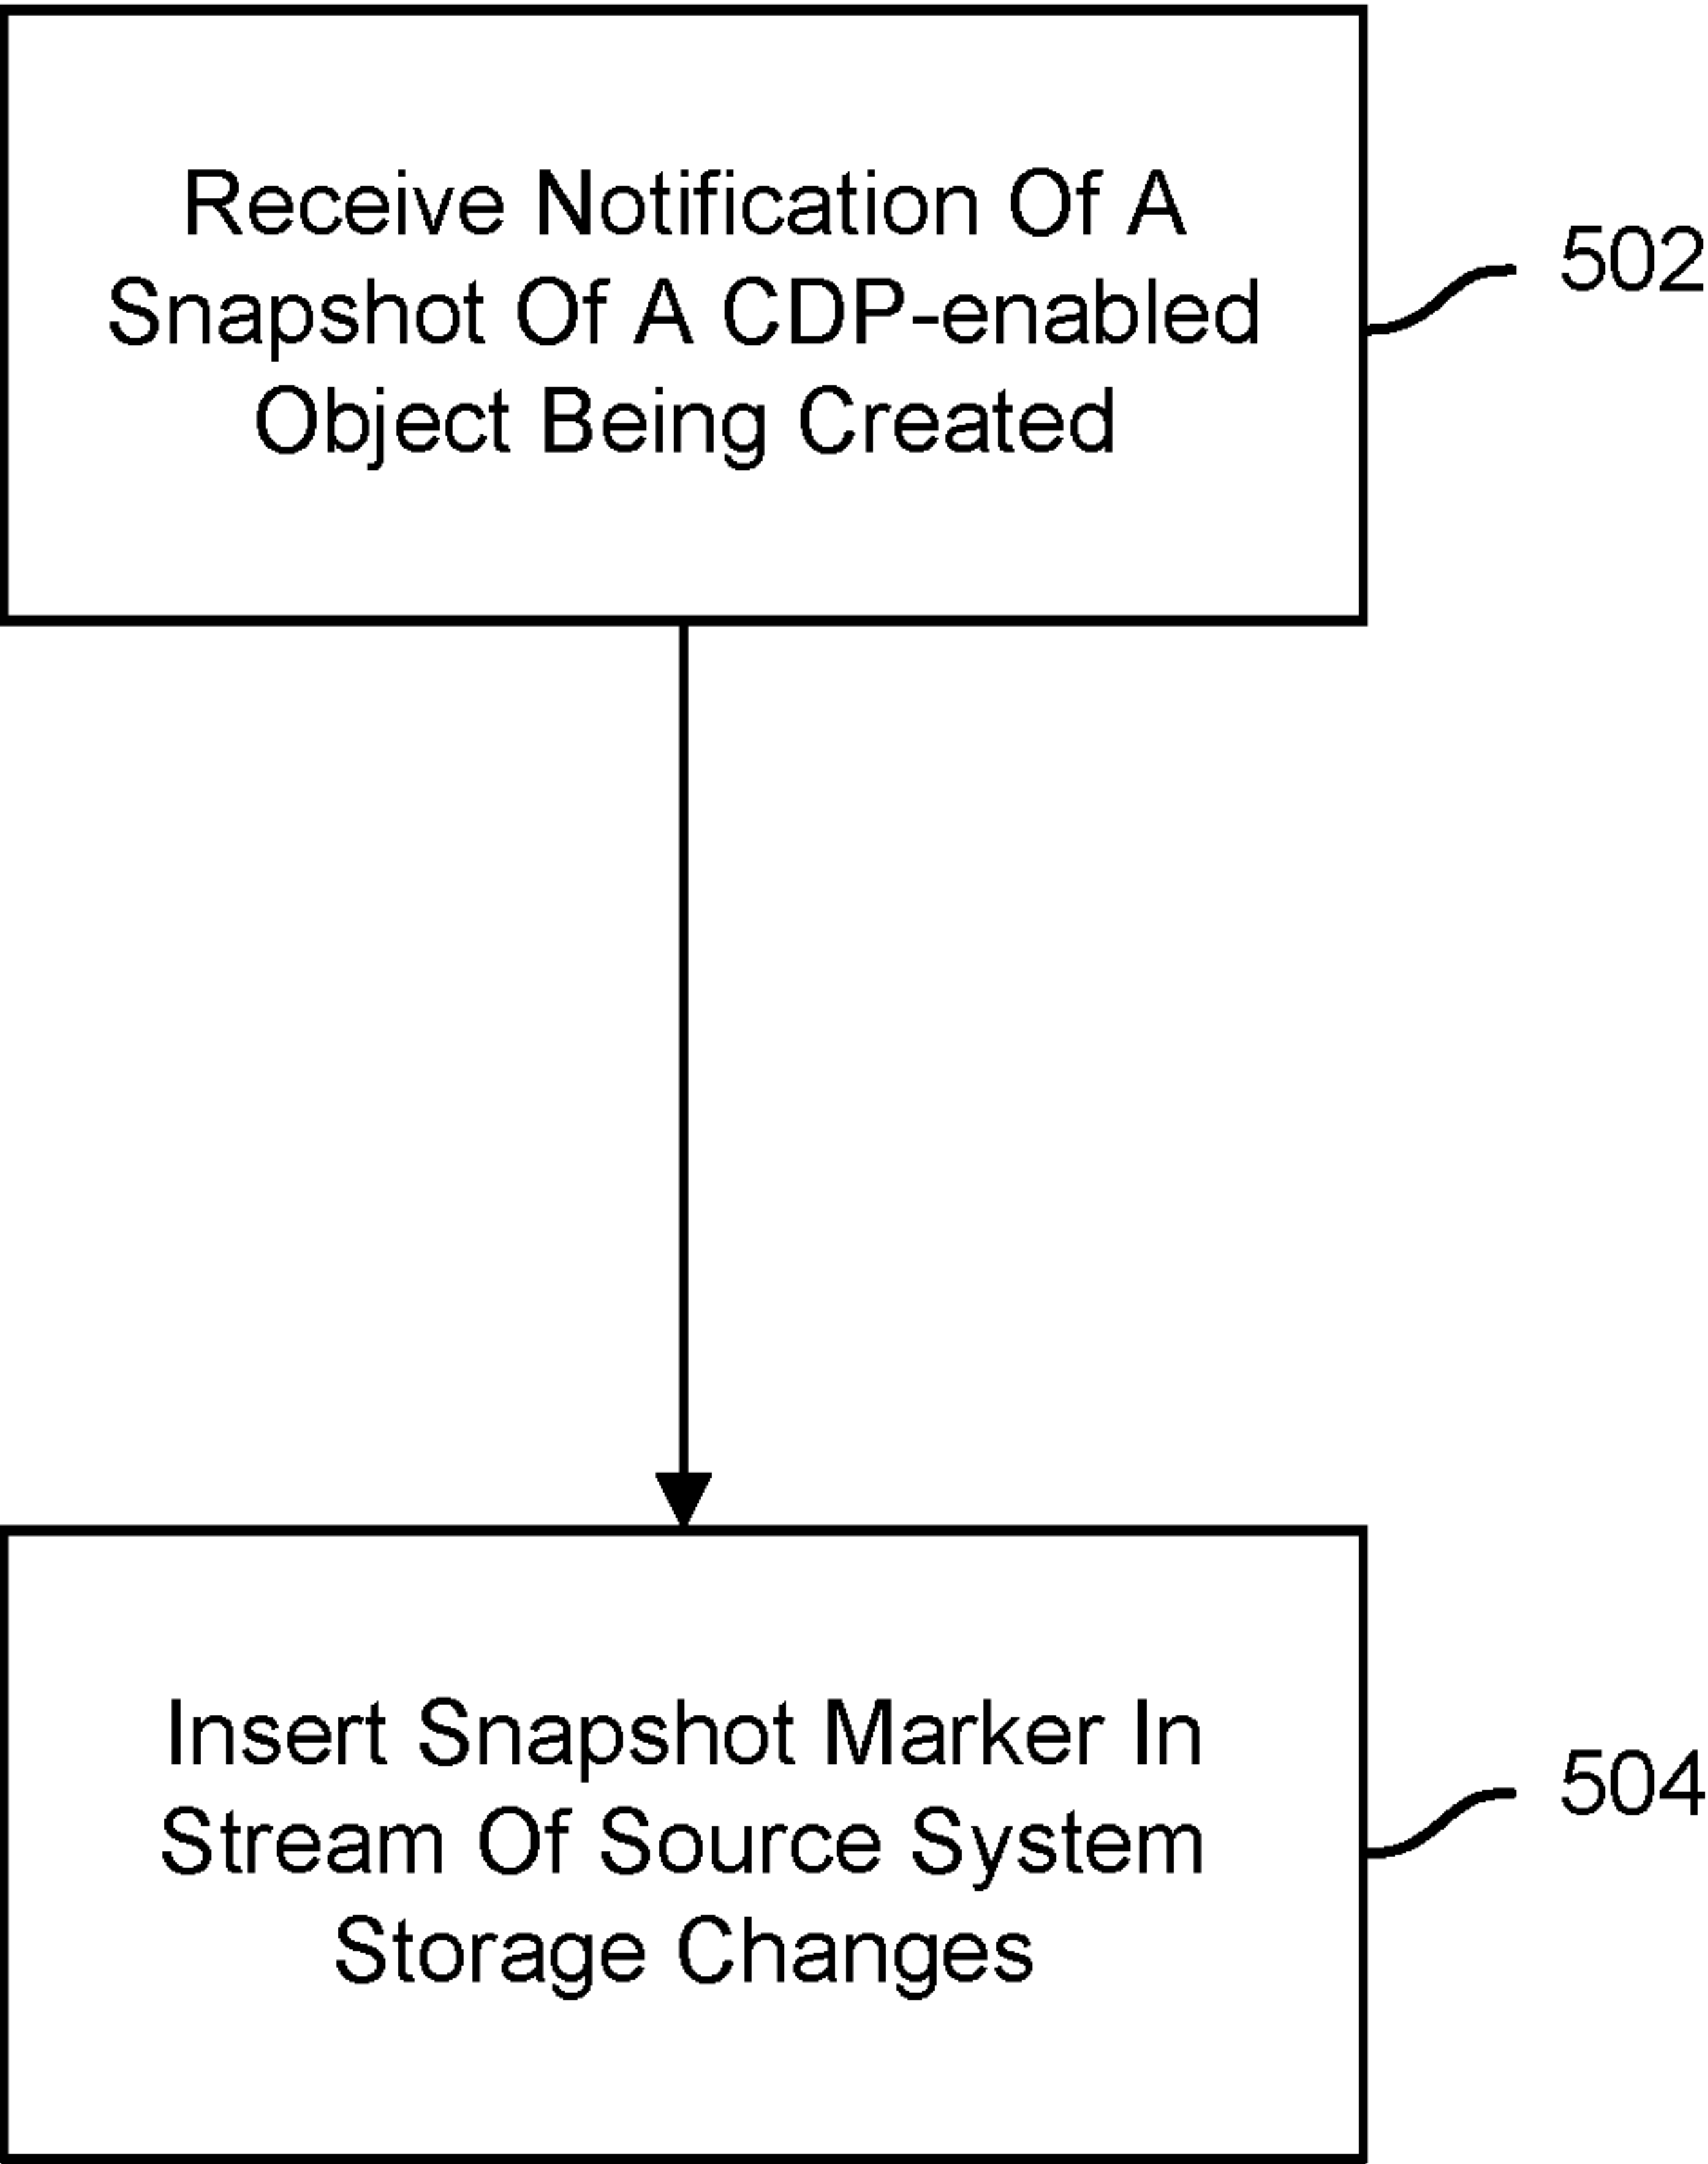 Receive Notification Of A
Snapshot Of A CDP-enabled
Object Being Created
502
Insert Snapshot Marker In
Stream Of Source System
Storage Changes
504